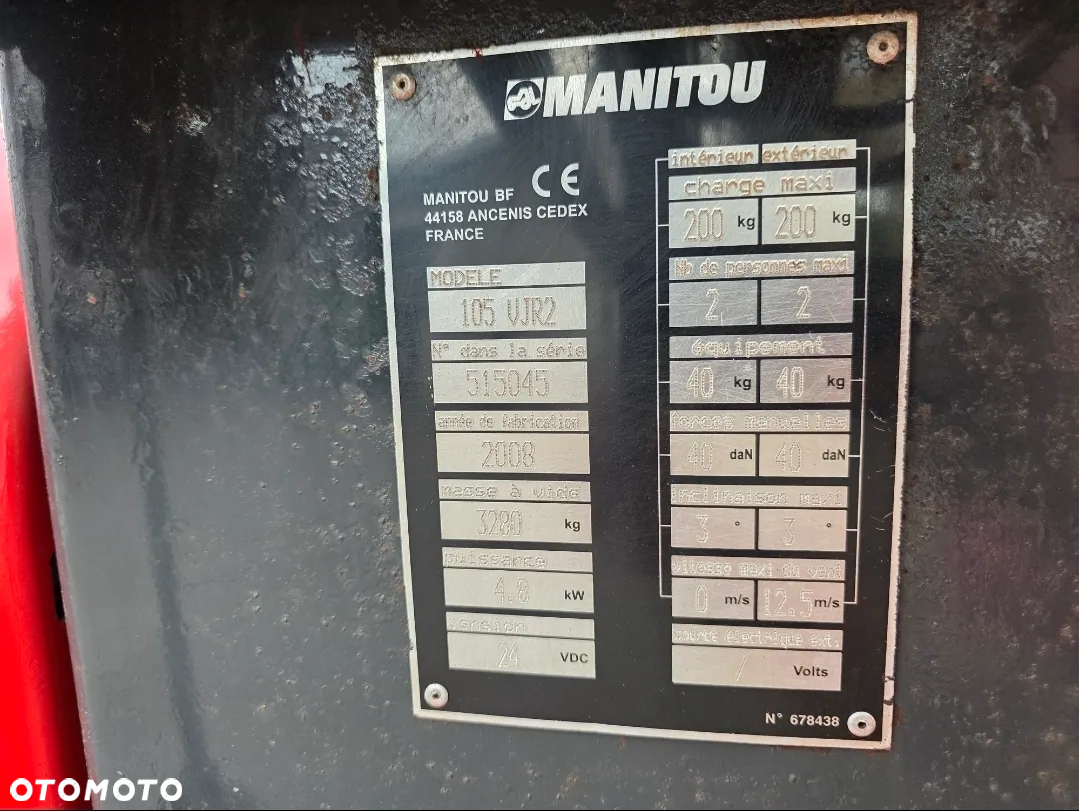 MANITOU
MANITOU BF CE
44158 ANCENIS CEDEX
FRANCE
MODELE
105 VJR2
N° dans la série
515045
année de fabrication
2008
masse à vide
3280 kg
puissance
4.8 kW
version
24 VDC
intérieur extérieur
charge maxi
200 kg 200 kg
Nb de personnes maxi
2 2
équipement
40 kg 40 kg
forces manuelles
40 daN 40 daN
inclinaison maxi
3 ° 3 °
vitesse maxi du vent
0 m/s 12.5 m/s
source électrique ext.
/ Volts
N° 678438
OTOMOTO